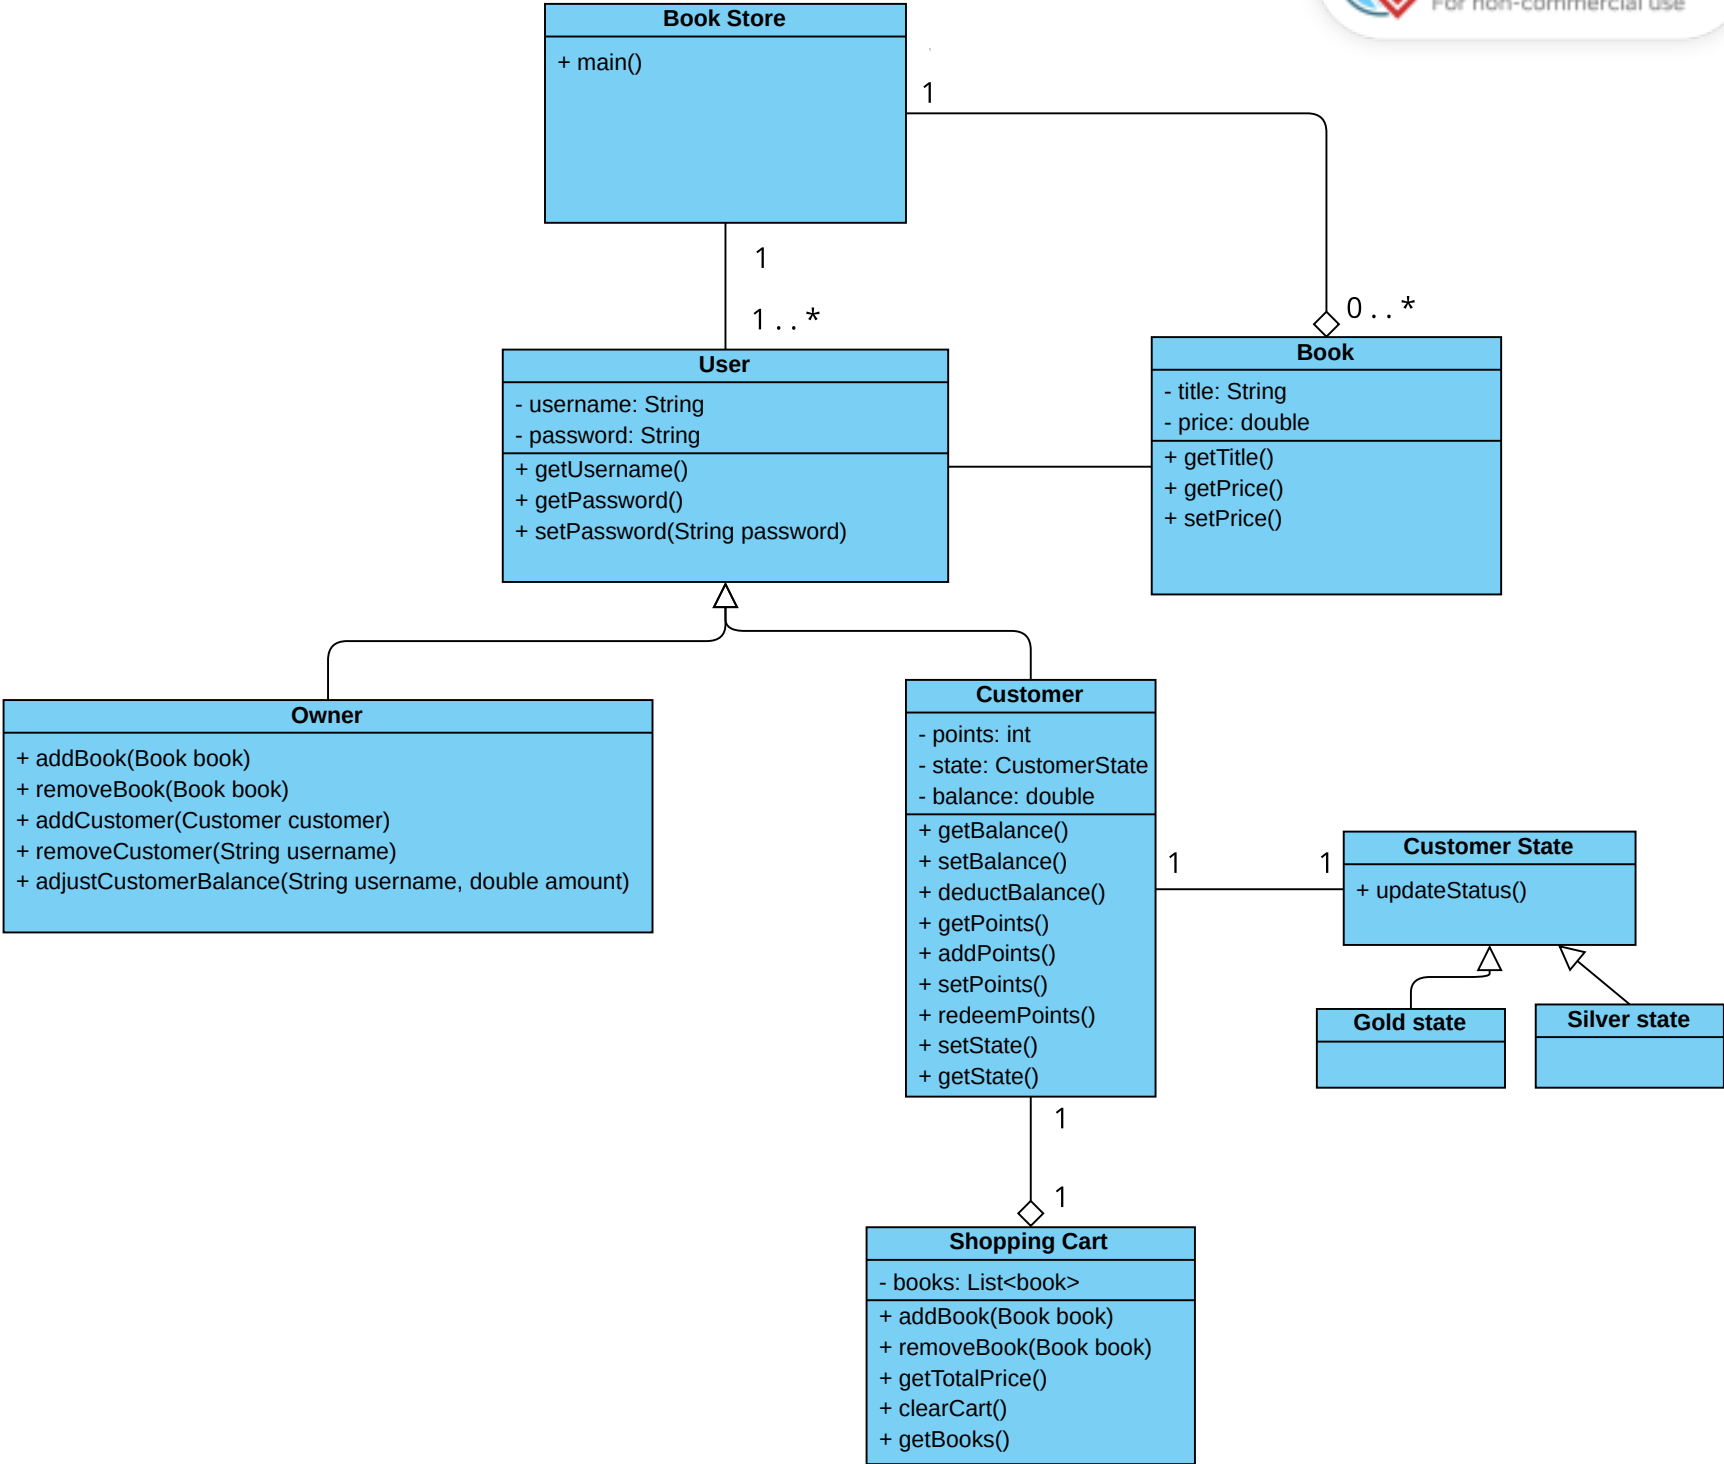 For non-commercial use
Book Store
+ main()
1
1
1 . . *
0 . . *
User
- username: String
- password: String
+ getUsername()
+ getPassword()
+ setPassword(String password)
Book
- title: String
- price: double
+ getTitle()
+ getPrice()
+ setPrice()
Owner
+ addBook(Book book)
+ removeBook(Book book)
+ addCustomer(Customer customer)
+ removeCustomer(String username)
+ adjustCustomerBalance(String username, double amount)
Customer
- points: int
- state: CustomerState
- balance: double
+ getBalance()
+ setBalance()
+ deductBalance()
+ getPoints()
+ addPoints()
+ setPoints()
+ redeemPoints()
+ setState()
+ getState()
1
1
Customer State
+ updateStatus()
Gold state
Silver state
1
1
Shopping Cart
- books: List<book>
+ addBook(Book book)
+ removeBook(Book book)
+ getTotalPrice()
+ clearCart()
+ getBooks()